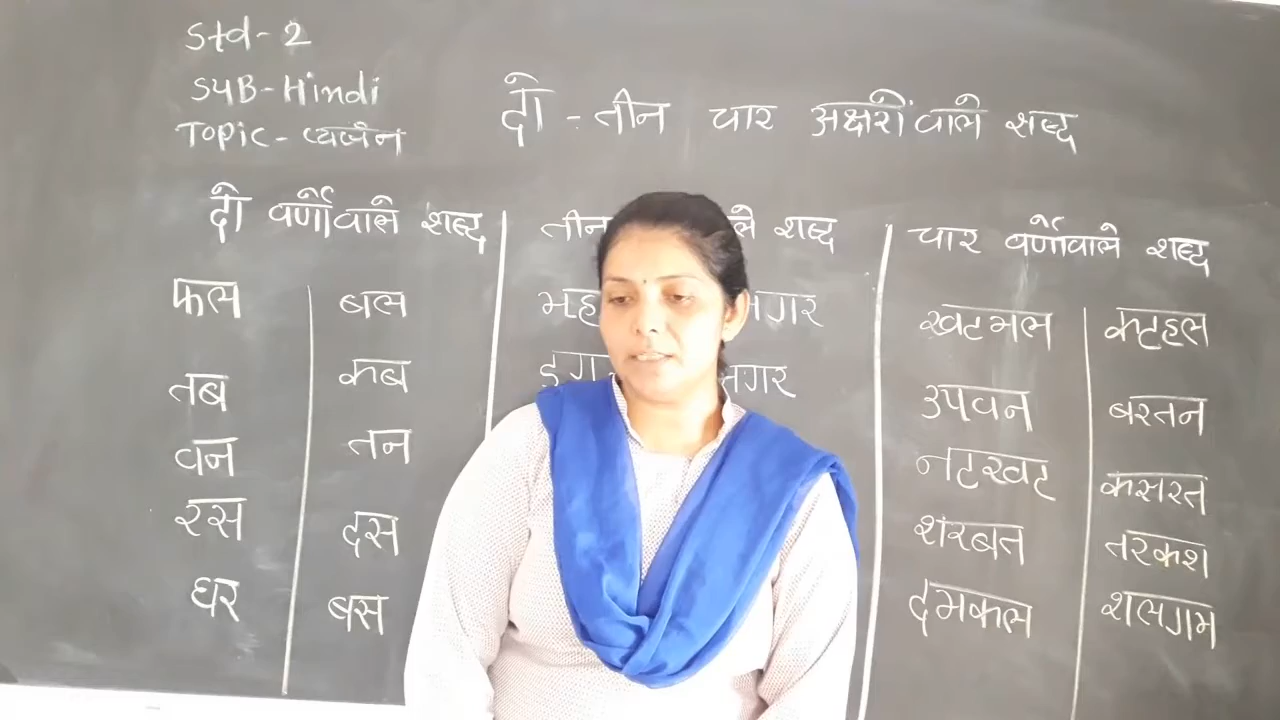 Std-2
SUB-Hindi
Topic-व्यजंन
दो - तीन चार अक्षरोंवाले शब्द
दो वर्णोवाले शब्द
फल बल
तब कब
वन तन
रस दस
घर बस
तीन शब्द
चार वर्णोवाले शब्द
खटमल कटहल
उपवन बरतन
नटखट कसरत
शरबत तरकश
दमकल शलगम